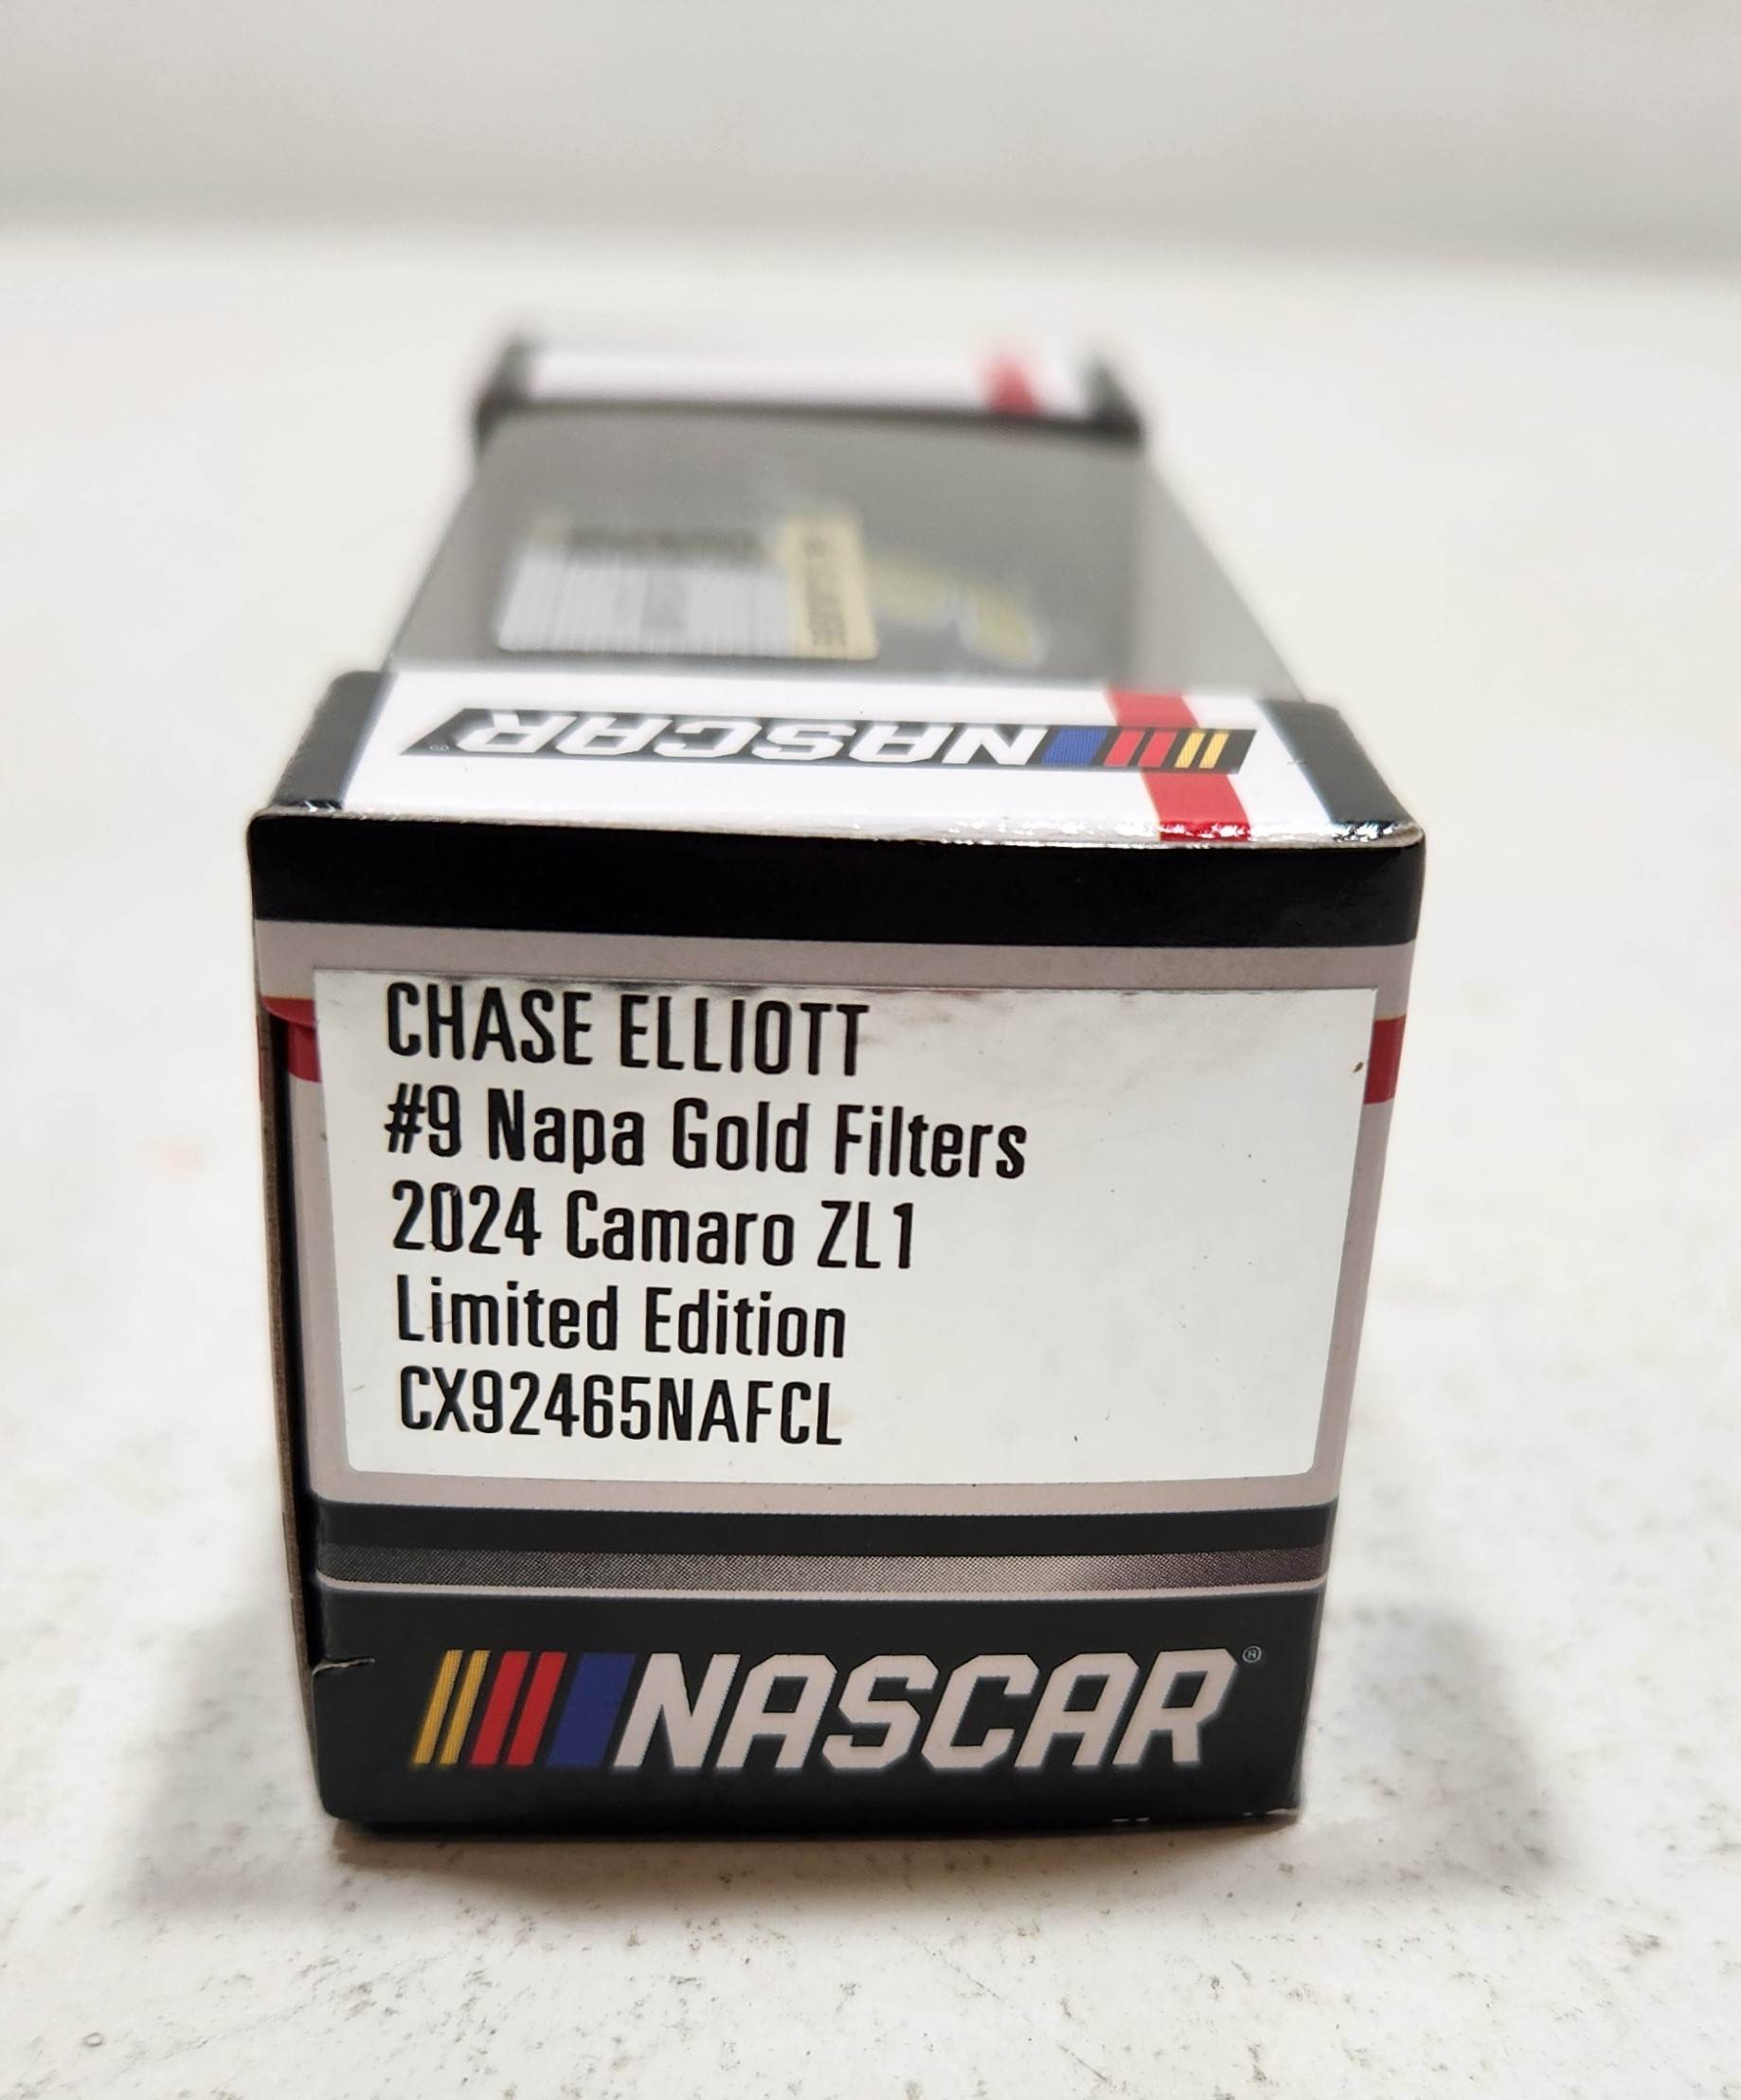 NASCAR®
CHASE ELLIOTT
#9 Napa Gold Filters
2024 Camaro ZL1
Limited Edition
CX92465NAFCL
NASCAR®